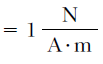 = 1 N / A·m